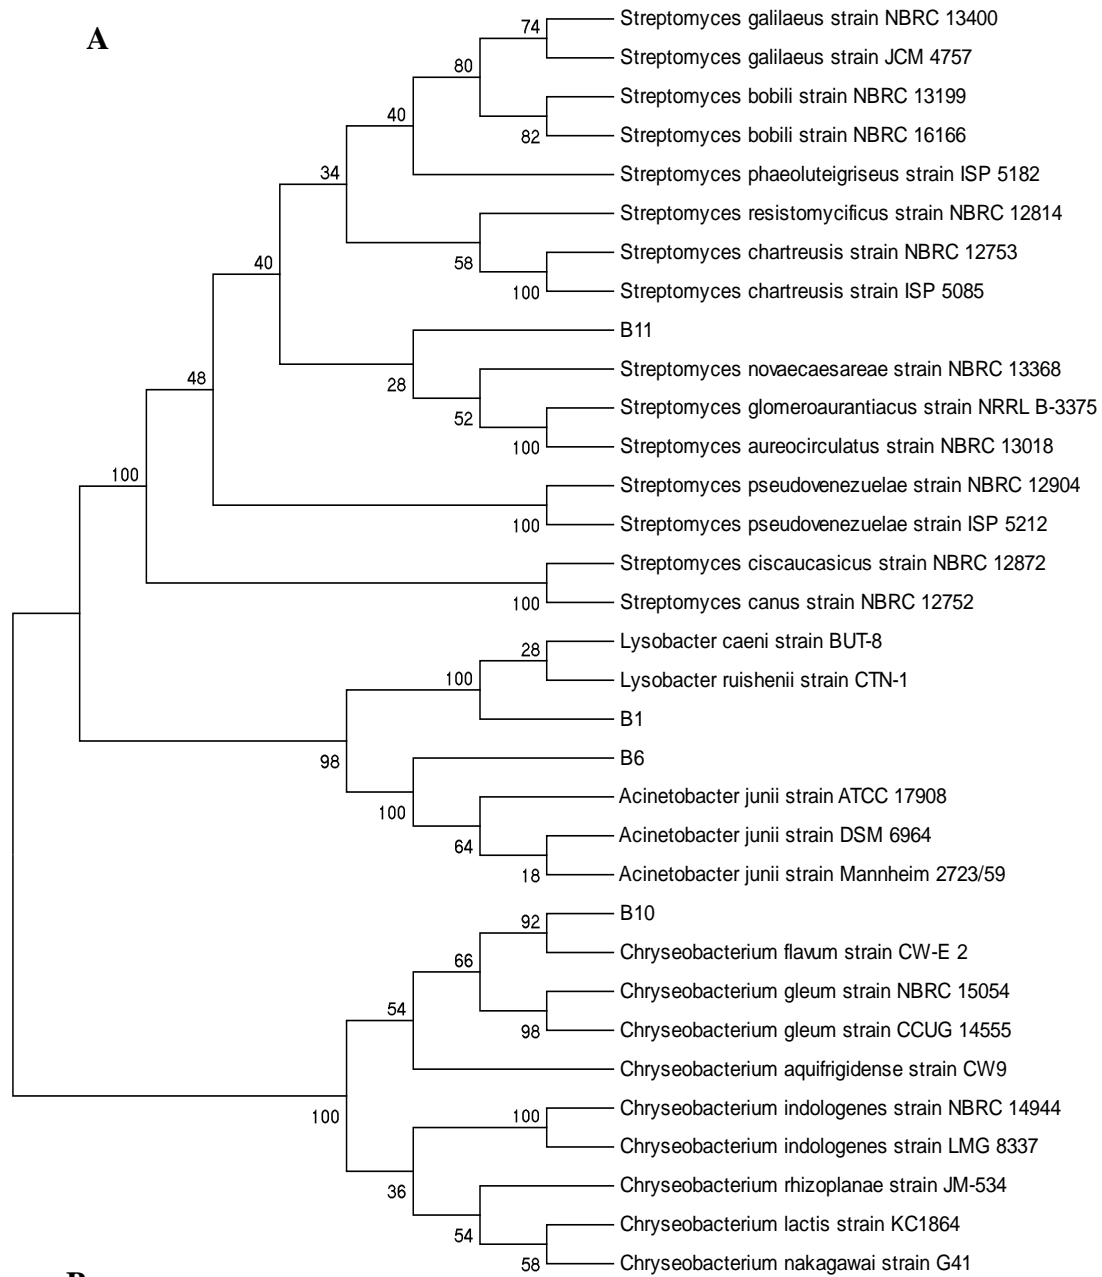 A
74
Streptomyces galilaeus strain NBRC 13400
Streptomyces galilaeus strain JCM 4757
80
Streptomyces bobili strain NBRC 13199
82
Streptomyces bobili strain NBRC 16166
40
Streptomyces phaeoluteigriseus strain ISP 5182
34
Streptomyces resistomycificus strain NBRC 12814
58
Streptomyces chartreusis strain NBRC 12753
100
Streptomyces chartreusis strain ISP 5085
40
B11
28
Streptomyces novaecaesareae strain NBRC 13368
52
Streptomyces glomeroaurantiacus strain NRRL B-3375
100
Streptomyces aureocirculatus strain NBRC 13018
48
Streptomyces pseudovenezuelae strain NBRC 12904
100
Streptomyces pseudovenezuelae strain ISP 5212
100
Streptomyces ciscaucasicus strain NBRC 12872
100
Streptomyces canus strain NBRC 12752
28
Lysobacter caeni strain BUT-8
Lysobacter ruishenii strain CTN-1
100
B1
98
B6
100
Acinetobacter junii strain ATCC 17908
64
Acinetobacter junii strain DSM 6964
18
Acinetobacter junii strain Mannheim 2723/59
92
B10
Chryseobacterium flavum strain CW-E 2
66
Chryseobacterium gleum strain NBRC 15054
98
Chryseobacterium gleum strain CCUG 14555
54
Chryseobacterium aquifrigidense strain CW9
100
100
Chryseobacterium indologenes strain NBRC 14944
Chryseobacterium indologenes strain LMG 8337
36
Chryseobacterium rhizoplanae strain JM-534
54
Chryseobacterium lactis strain KC1864
58
Chryseobacterium nakagawai strain G41